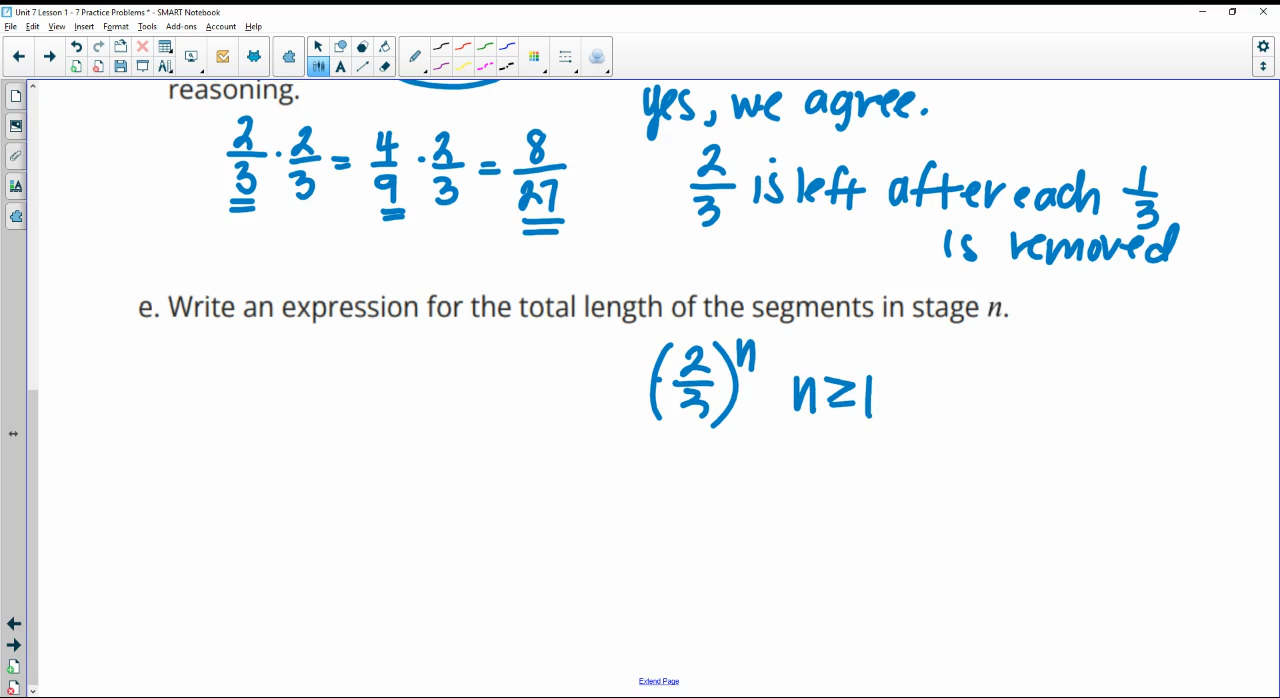 Unit 7 Lesson 1 - 7 Practice Problems * - SMART Notebook
File Edit View Insert Format Tools Add-ons Account Help
reasoning.
yes, we agree.
2/3 · 2/3 = 4/9 · 2/3 = 8/27
2/3 is left after each 1/3
is removed
e. Write an expression for the total length of the segments in stage n.
(2/3)^n n ≥ 1
Extend Page